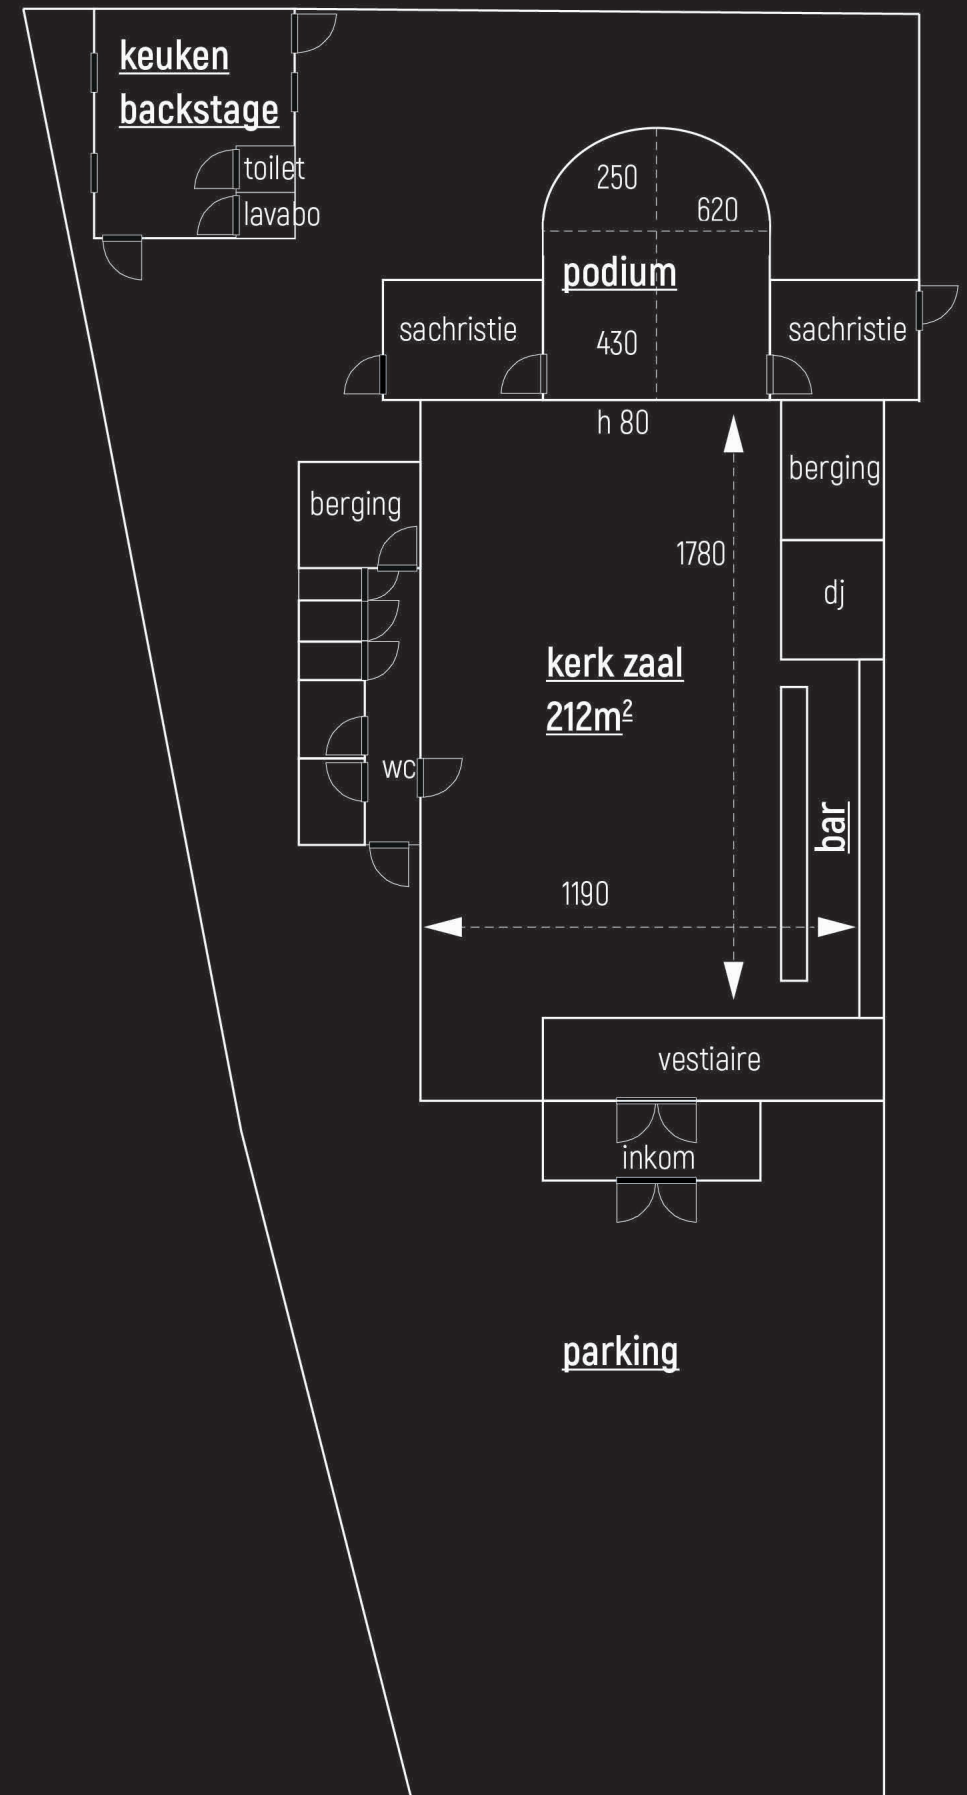 keuken
backstage
toilet
lavabo
250
620
podium
sachristie
sachristie
430
h 80
berging
berging
1780
dj
kerk zaal
212m²
wc
bar
1190
vestiaire
inkom
parking